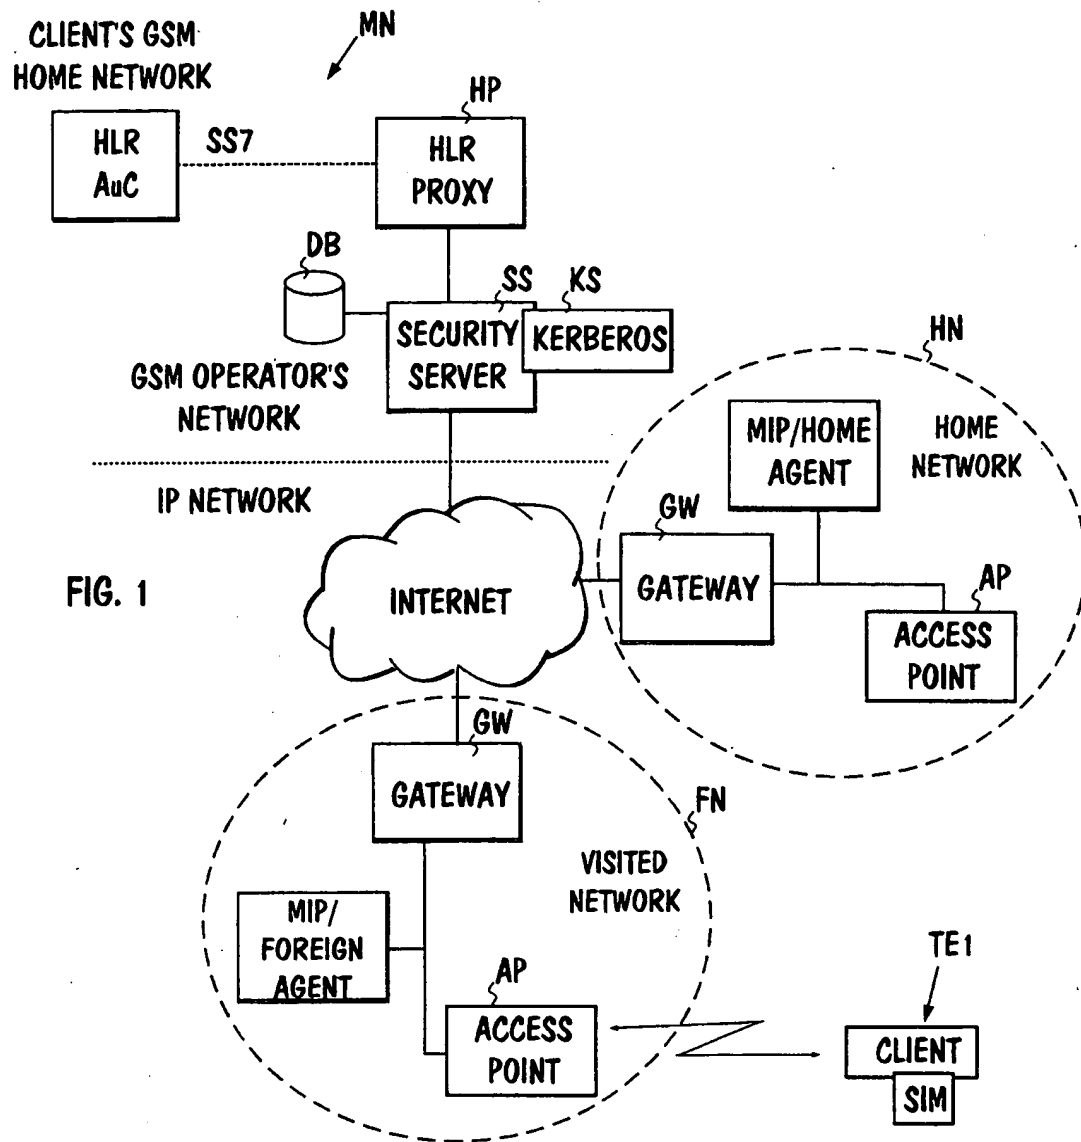 CLIENT'S GSM
HOME NETWORK
MN
HLR
AuC
SS7
HP
HLR
PROXY
DB
SS
KS
SECURITY
SERVER
KERBEROS
GSM OPERATOR'S
NETWORK
HN
MIP/HOME
AGENT
HOME
NETWORK
IP NETWORK
GW
GATEWAY
AP
ACCESS
POINT
FIG. 1
INTERNET
GW
GATEWAY
FN
VISITED
NETWORK
MIP/
FOREIGN
AGENT
AP
ACCESS
POINT
TE1
CLIENT
SIM